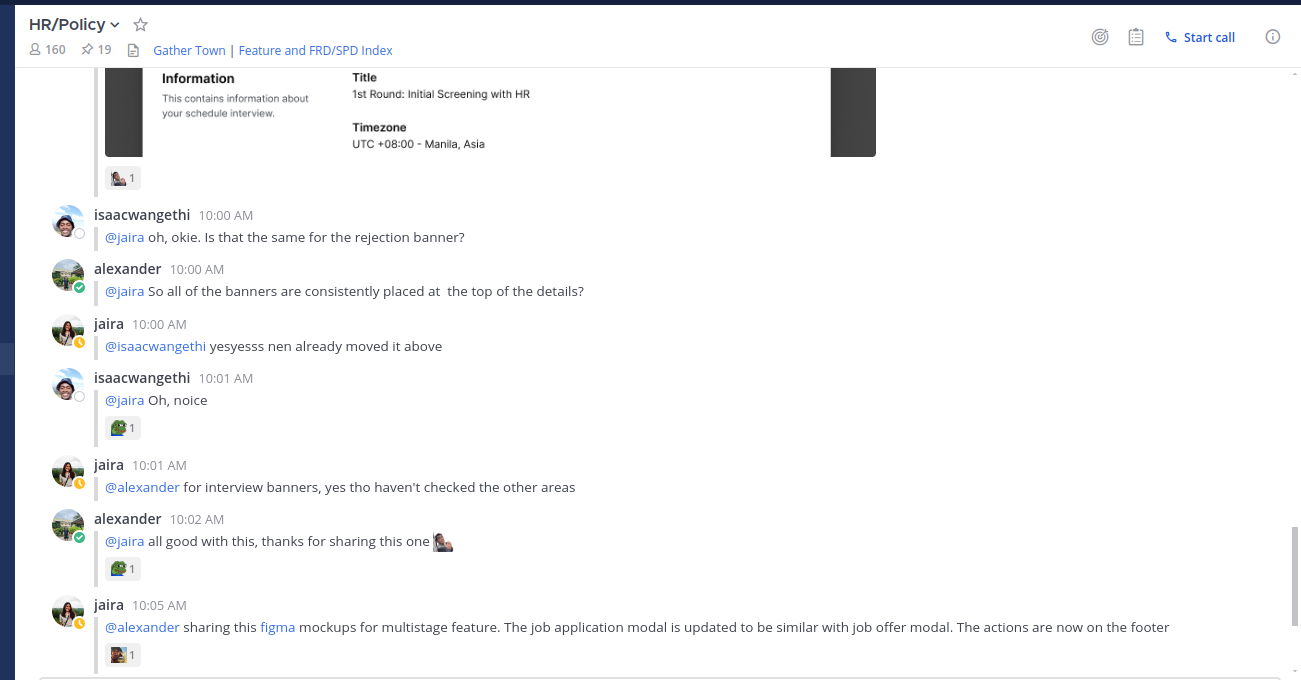 HR/Policy
160 19 Gather Town | Feature and FRD/SPD Index
Start call
Information
This contains information about
your schedule interview.
Title
1st Round: Initial Screening with HR
Timezone
UTC +08:00 - Manila, Asia
1
isaacwangethi 10:00 AM
@jaira oh, okie. Is that the same for the rejection banner?
alexander 10:00 AM
@jaira So all of the banners are consistently placed at  the top of the details?
jaira 10:00 AM
@isaacwangethi yesyesss nen already moved it above
isaacwangethi 10:01 AM
@jaira Oh, noice
1
jaira 10:01 AM
@alexander for interview banners, yes tho haven't checked the other areas
alexander 10:02 AM
@jaira all good with this, thanks for sharing this one
1
jaira 10:05 AM
@alexander sharing this figma mockups for multistage feature. The job application modal is updated to be similar with job offer modal. The actions are now on the footer
1